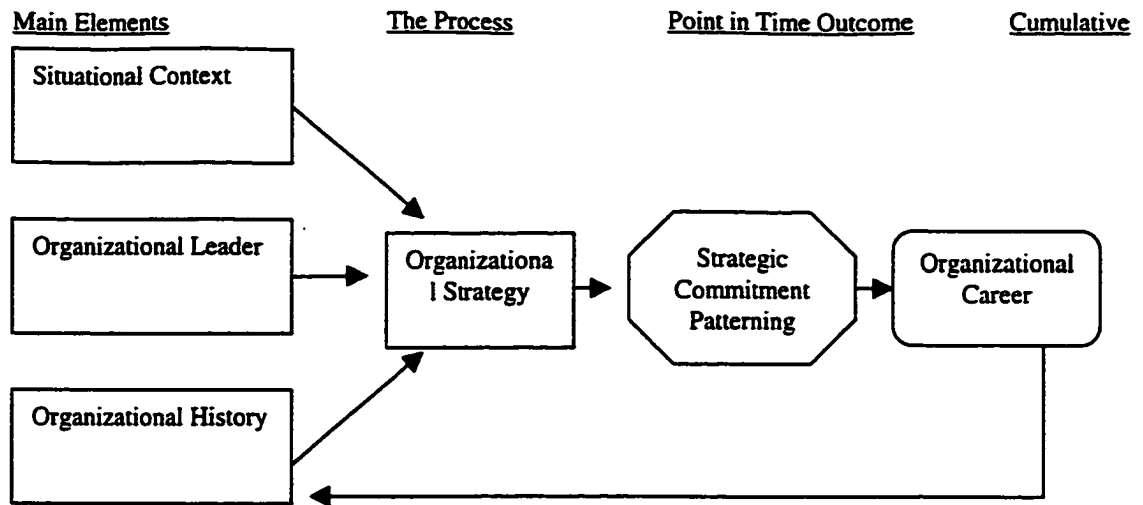 Main Elements
The Process
Point in Time Outcome
Cumulative
Situational Context
Organizational Leader
Organizationa
l Strategy
Strategic
Commitment
Patterning
Organizational
Career
Organizational History